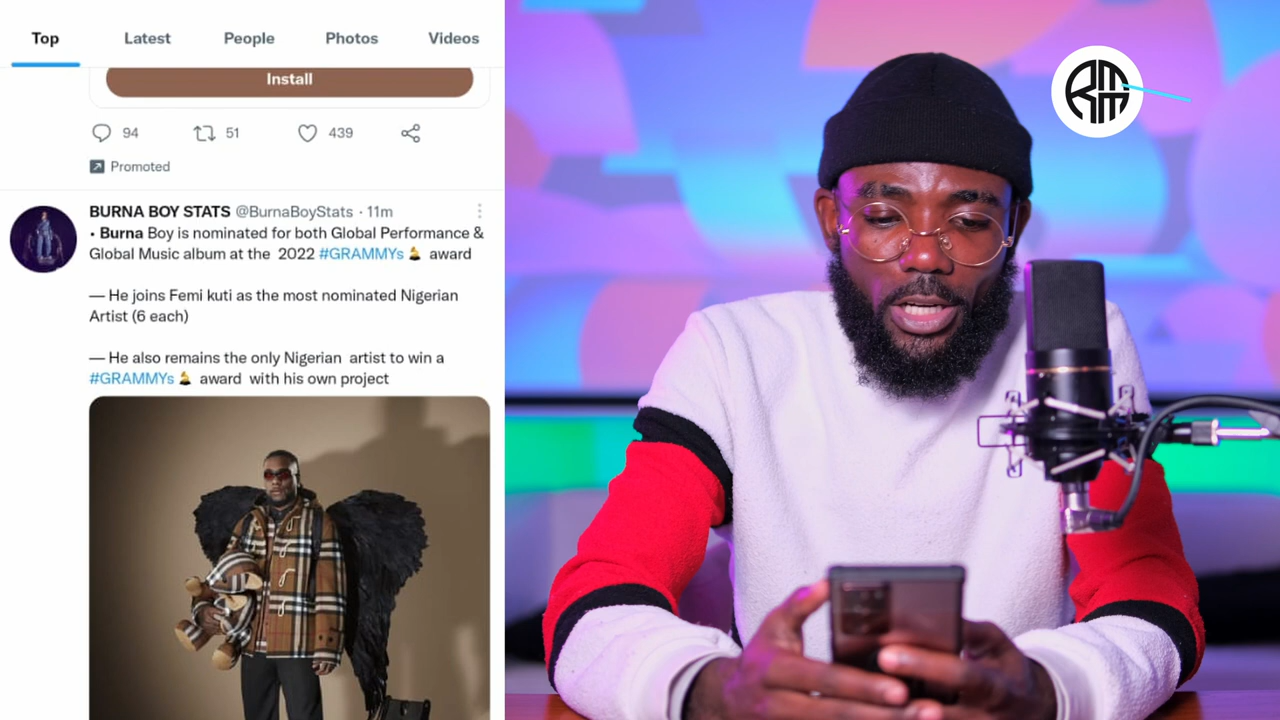 Top Latest People Photos Videos
Install
94 51 439
Promoted
BURNA BOY STATS @BurnaBoyStats · 11m
• Burna Boy is nominated for both Global Performance &
Global Music album at the 2022 #GRAMMYs award
— He joins Femi kuti as the most nominated Nigerian
Artist (6 each)
— He also remains the only Nigerian artist to win a
#GRAMMYs award with his own project